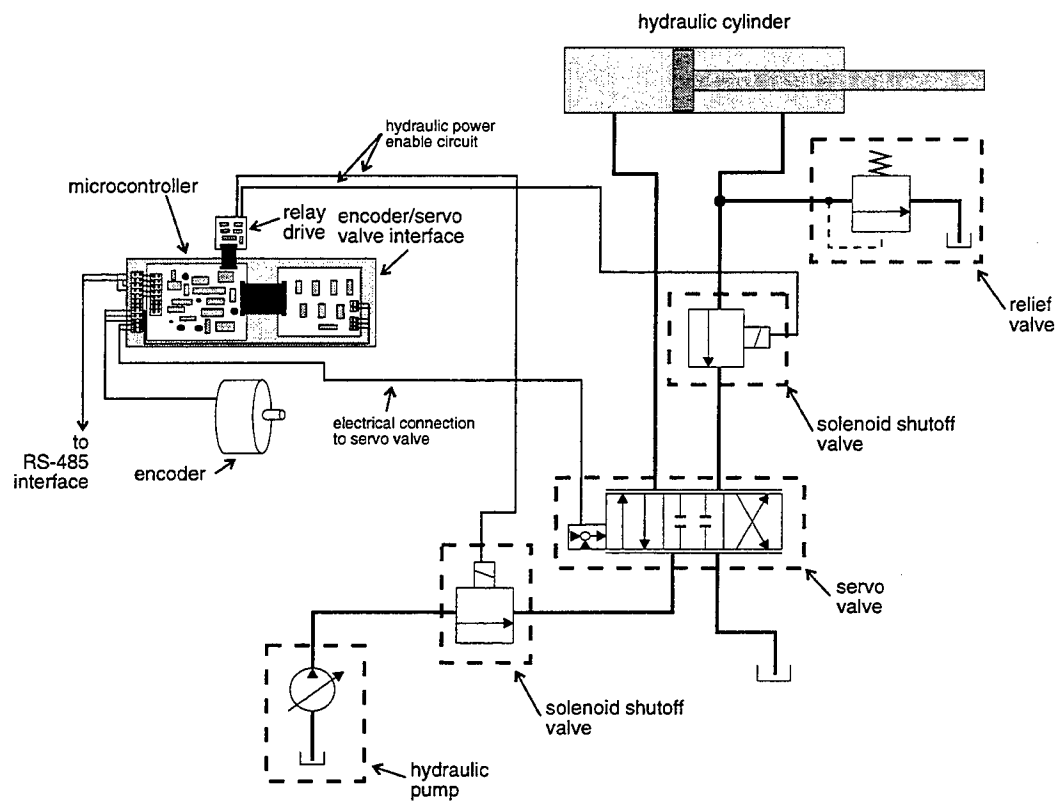 hydraulic cylinder
hydraulic power
enable circuit
microcontroller
relay
drive
encoder/servo
valve interface
relief
valve
solenoid shutoff
valve
electrical connection
to servo valve
to
RS-485
interface
encoder
servo
valve
solenoid shutoff
valve
hydraulic
pump